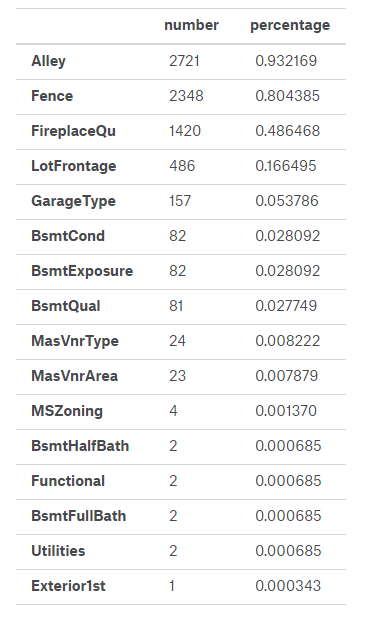 number percentage
Alley 2721 0.932169
Fence 2348 0.804385
FireplaceQu 1420 0.486468
LotFrontage 486 0.166495
GarageType 157 0.053786
BsmtCond 82 0.028092
BsmtExposure 82 0.028092
BsmtQual 81 0.027749
MasVnrType 24 0.008222
MasVnrArea 23 0.007879
MSZoning 4 0.001370
BsmtHalfBath 2 0.000685
Functional 2 0.000685
BsmtFullBath 2 0.000685
Utilities 2 0.000685
Exterior1st 1 0.000343